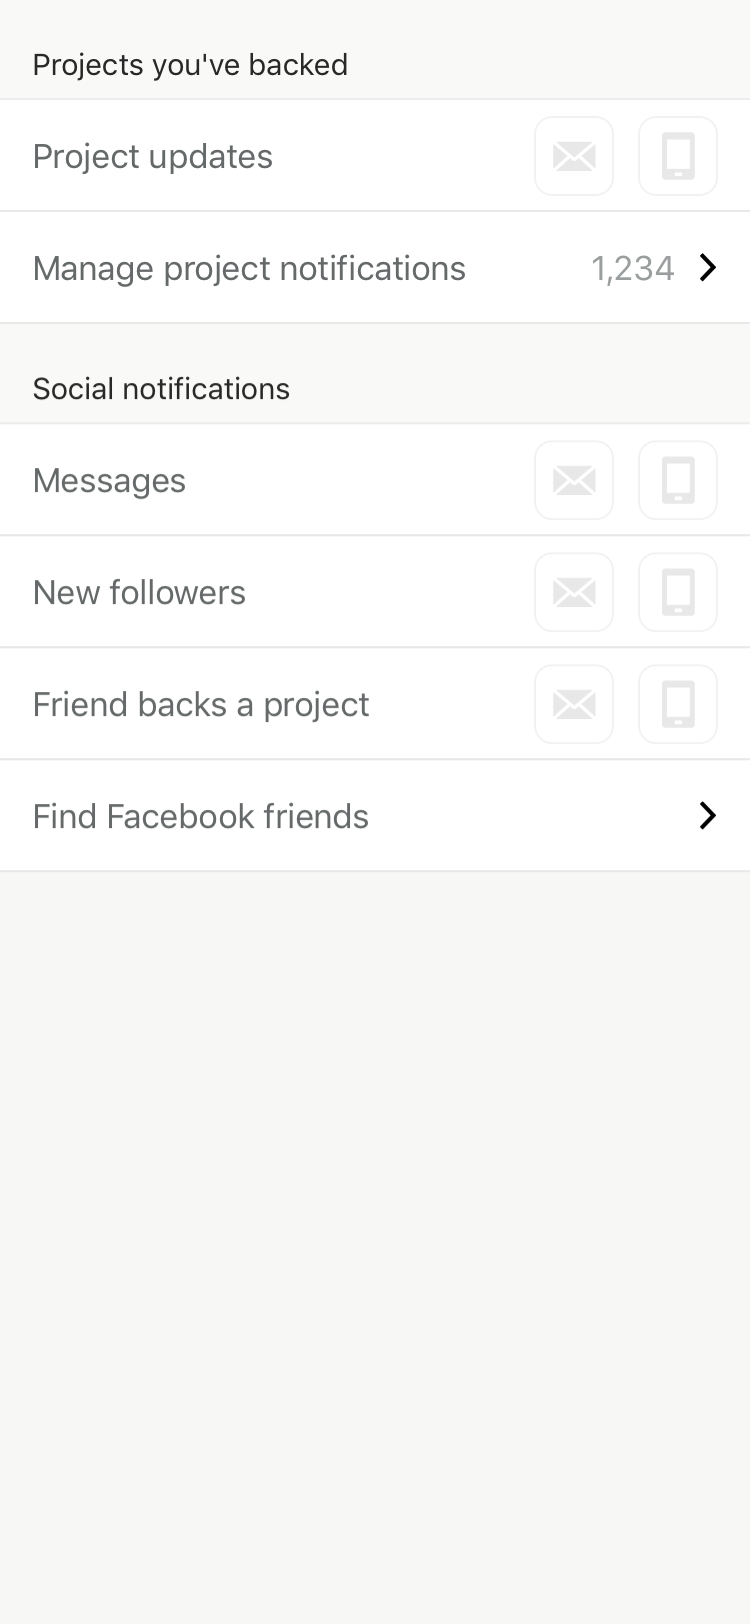 Projects you've backed
Project updates
Manage project notifications 1,234
Social notifications
Messages
New followers
Friend backs a project
Find Facebook friends